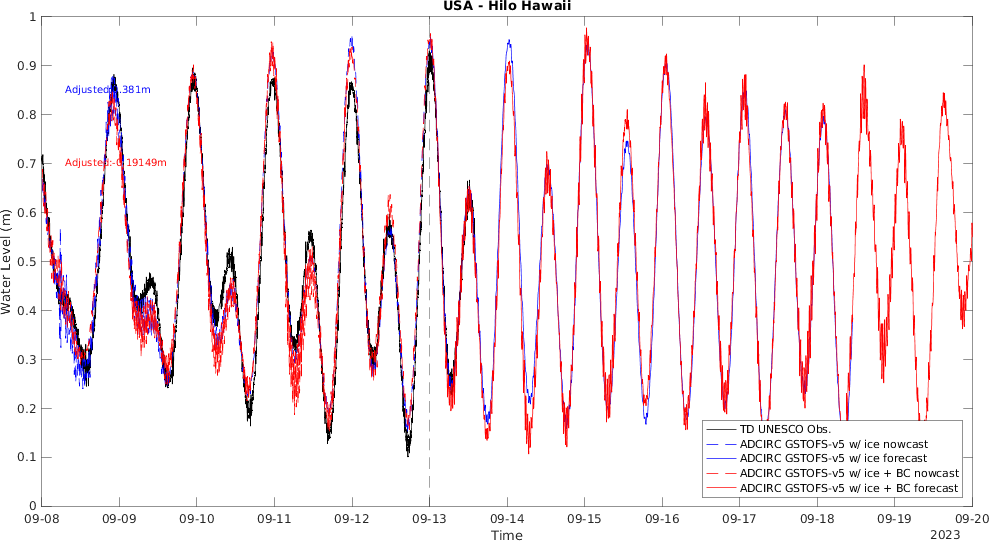 USA - Hilo Hawaii
1
0.9
0.8
0.7
0.6
0.5
0.4
0.3
0.2
0.1
0
Water Level (m)
Adjusted: .381m
Adjusted:-0.19149m
TD UNESCO Obs.
ADCIRC GSTOFS-v5 w/ ice nowcast
ADCIRC GSTOFS-v5 w/ ice forecast
ADCIRC GSTOFS-v5 w/ ice + BC nowcast
ADCIRC GSTOFS-v5 w/ ice + BC forecast
09-08 09-09 09-10 09-11 09-12 09-13 09-14 09-15 09-16 09-17 09-18 09-19 09-20
Time
2023